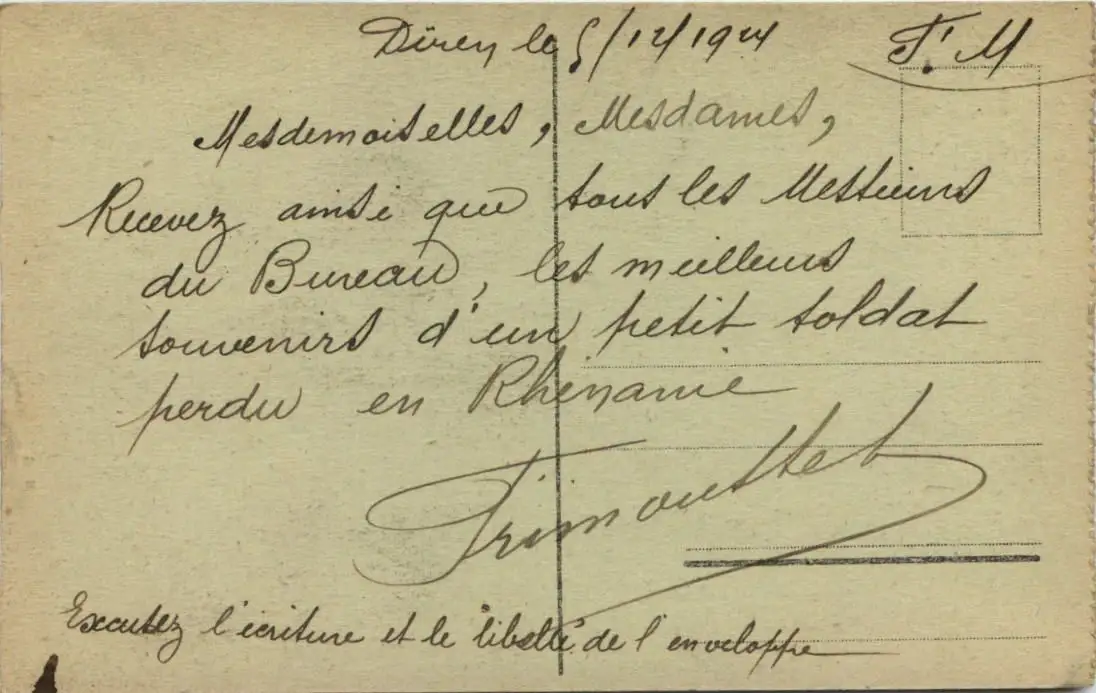 Düren le 5/12/1924 F. M
Mesdemoiselles, Mesdames,
Recevez ainsi que tous les Messieurs
du Bureau, les meilleurs
souvenirs d'un petit soldat
perdu en Rhénanie
Trimouttet
Excusez l'écriture et le libellé de l'enveloppe